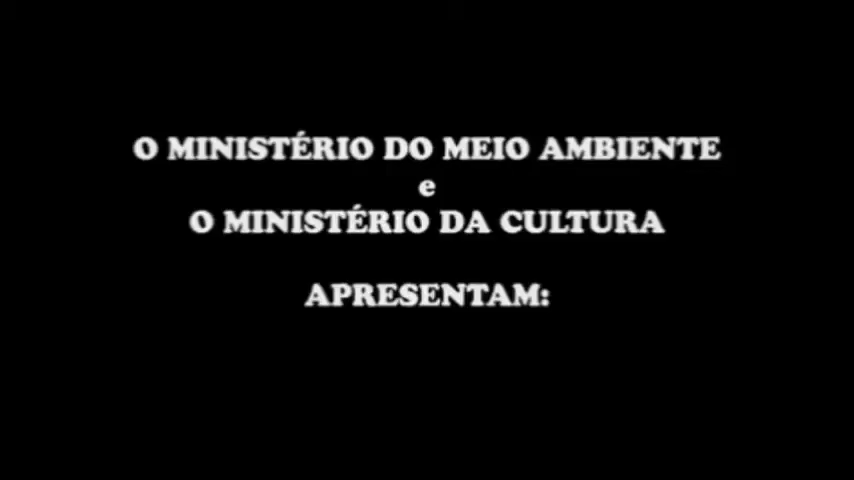 O MINISTÉRIO DO MEIO AMBIENTE
e
O MINISTÉRIO DA CULTURA
APRESENTAM: